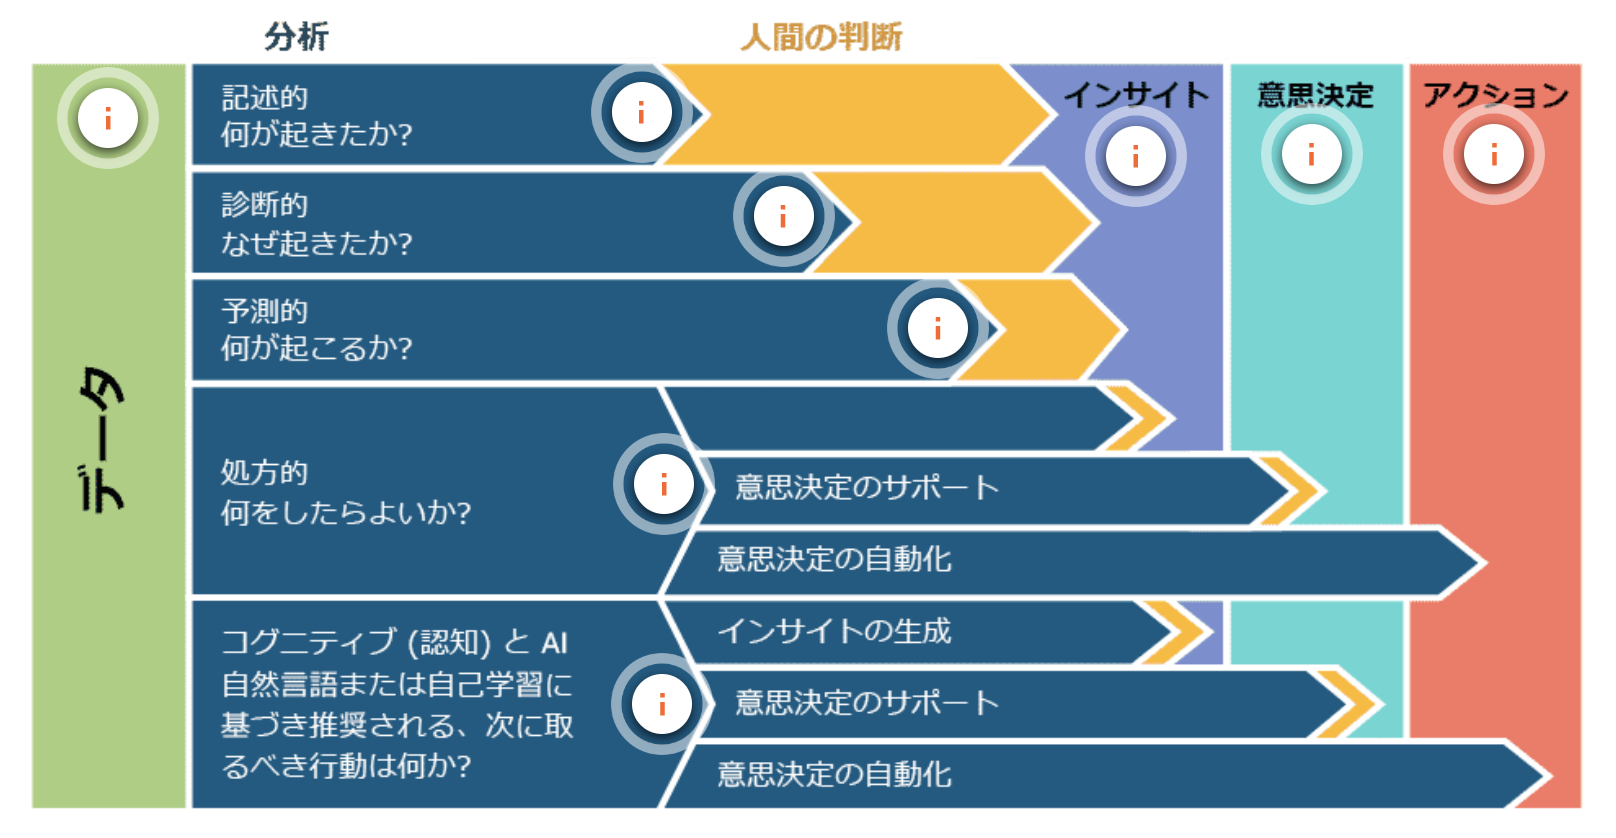 分析
人間の判断
データ
記述的
何が起きたか?
インサイト
意思決定
アクション
診断的
なぜ起きたか?
予測的
何が起こるか?
処方的
何をしたらよいか?
意思決定のサポート
意思決定の自動化
コグニティブ (認知) と AI
自然言語または自己学習に
基づき推奨される、次に取
るべき行動は何か?
インサイトの生成
意思決定のサポート
意思決定の自動化
i
i
i
i
i
i
i
i
i